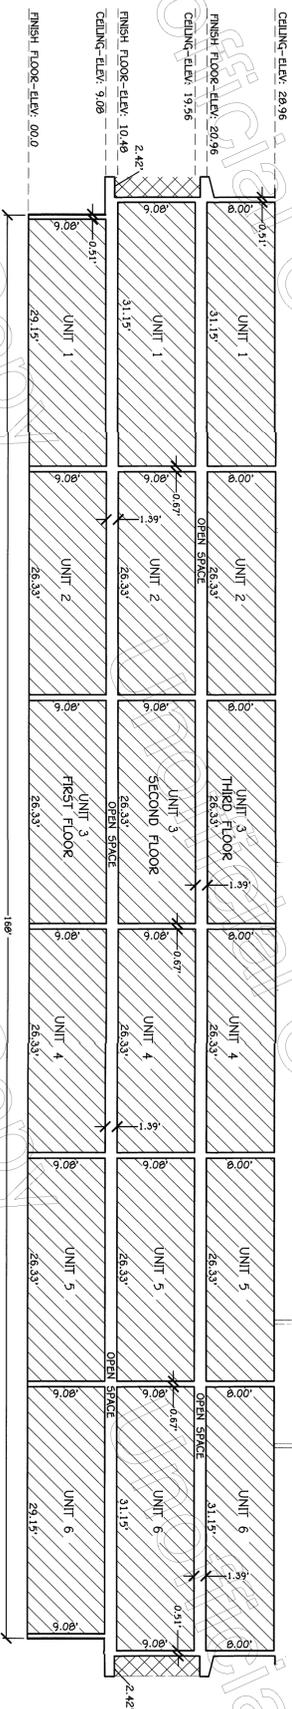 CEILING-ELEV: 28.96
FINISH FLOOR-ELEV: 20.96
CEILING-ELEV: 19.56
FINISH FLOOR-ELEV: 10.48
CEILING-ELEV: 9.08
FINISH FLOOR-ELEV: 00.0
0.51'
8.00'
UNIT 1
31.15'
8.00'
UNIT 2
26.33'
8.00'
UNIT 3
THIRD FLOOR
26.33'
1.39'
8.00'
UNIT 4
26.33'
8.00'
UNIT 5
26.33'
8.00'
UNIT 6
31.15'
1.39'
8.00'
OPEN SPACE
OPEN SPACE
2.42'
9.08'
UNIT 1
31.15'
9.08'
0.67'
UNIT 2
26.33'
9.08'
UNIT 3
SECOND FLOOR
26.33'
9.08'
0.67'
UNIT 4
26.33'
9.08'
UNIT 5
26.33'
9.08'
0.67'
UNIT 6
31.15'
9.08'
0.51'
2.42'
1.39'
OPEN SPACE
1.39'
OPEN SPACE
9.08'
0.51'
UNIT 1
29.15'
9.08'
UNIT 2
26.33'
9.08'
UNIT 3
FIRST FLOOR
26.33'
9.08'
UNIT 4
26.33'
9.08'
UNIT 5
26.33'
9.08'
UNIT 6
29.15'
9.08'
160'
Unofficial
Copy